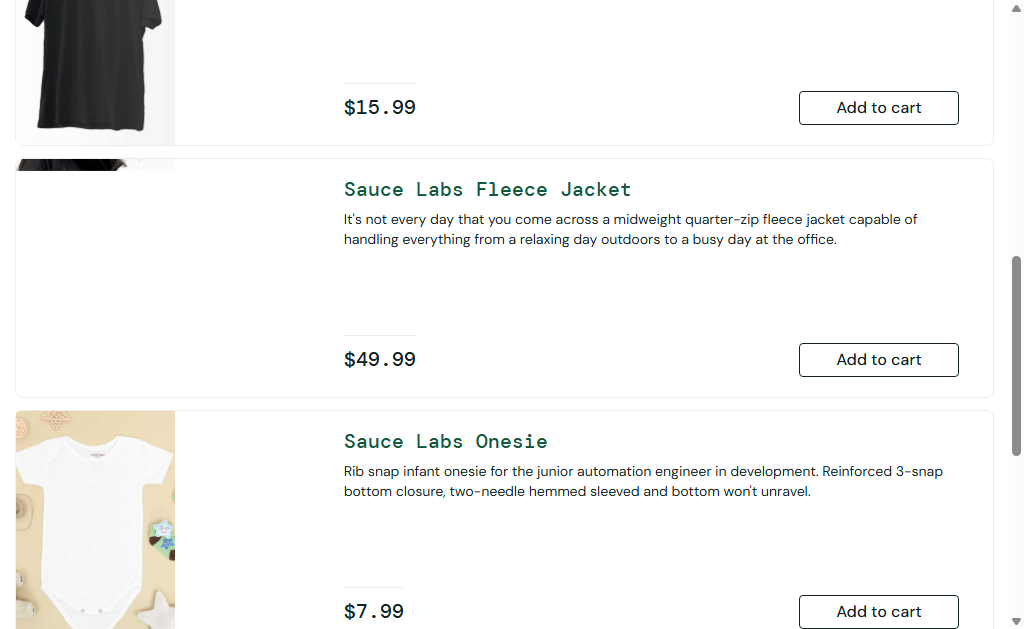 $15.99
Add to cart
Sauce Labs Fleece Jacket
It's not every day that you come across a midweight quarter-zip fleece jacket capable of
handling everything from a relaxing day outdoors to a busy day at the office.
$49.99
Add to cart
Sauce Labs Onesie
Rib snap infant onesie for the junior automation engineer in development. Reinforced 3-snap
bottom closure, two-needle hemmed sleeved and bottom won't unravel.
$7.99
Add to cart